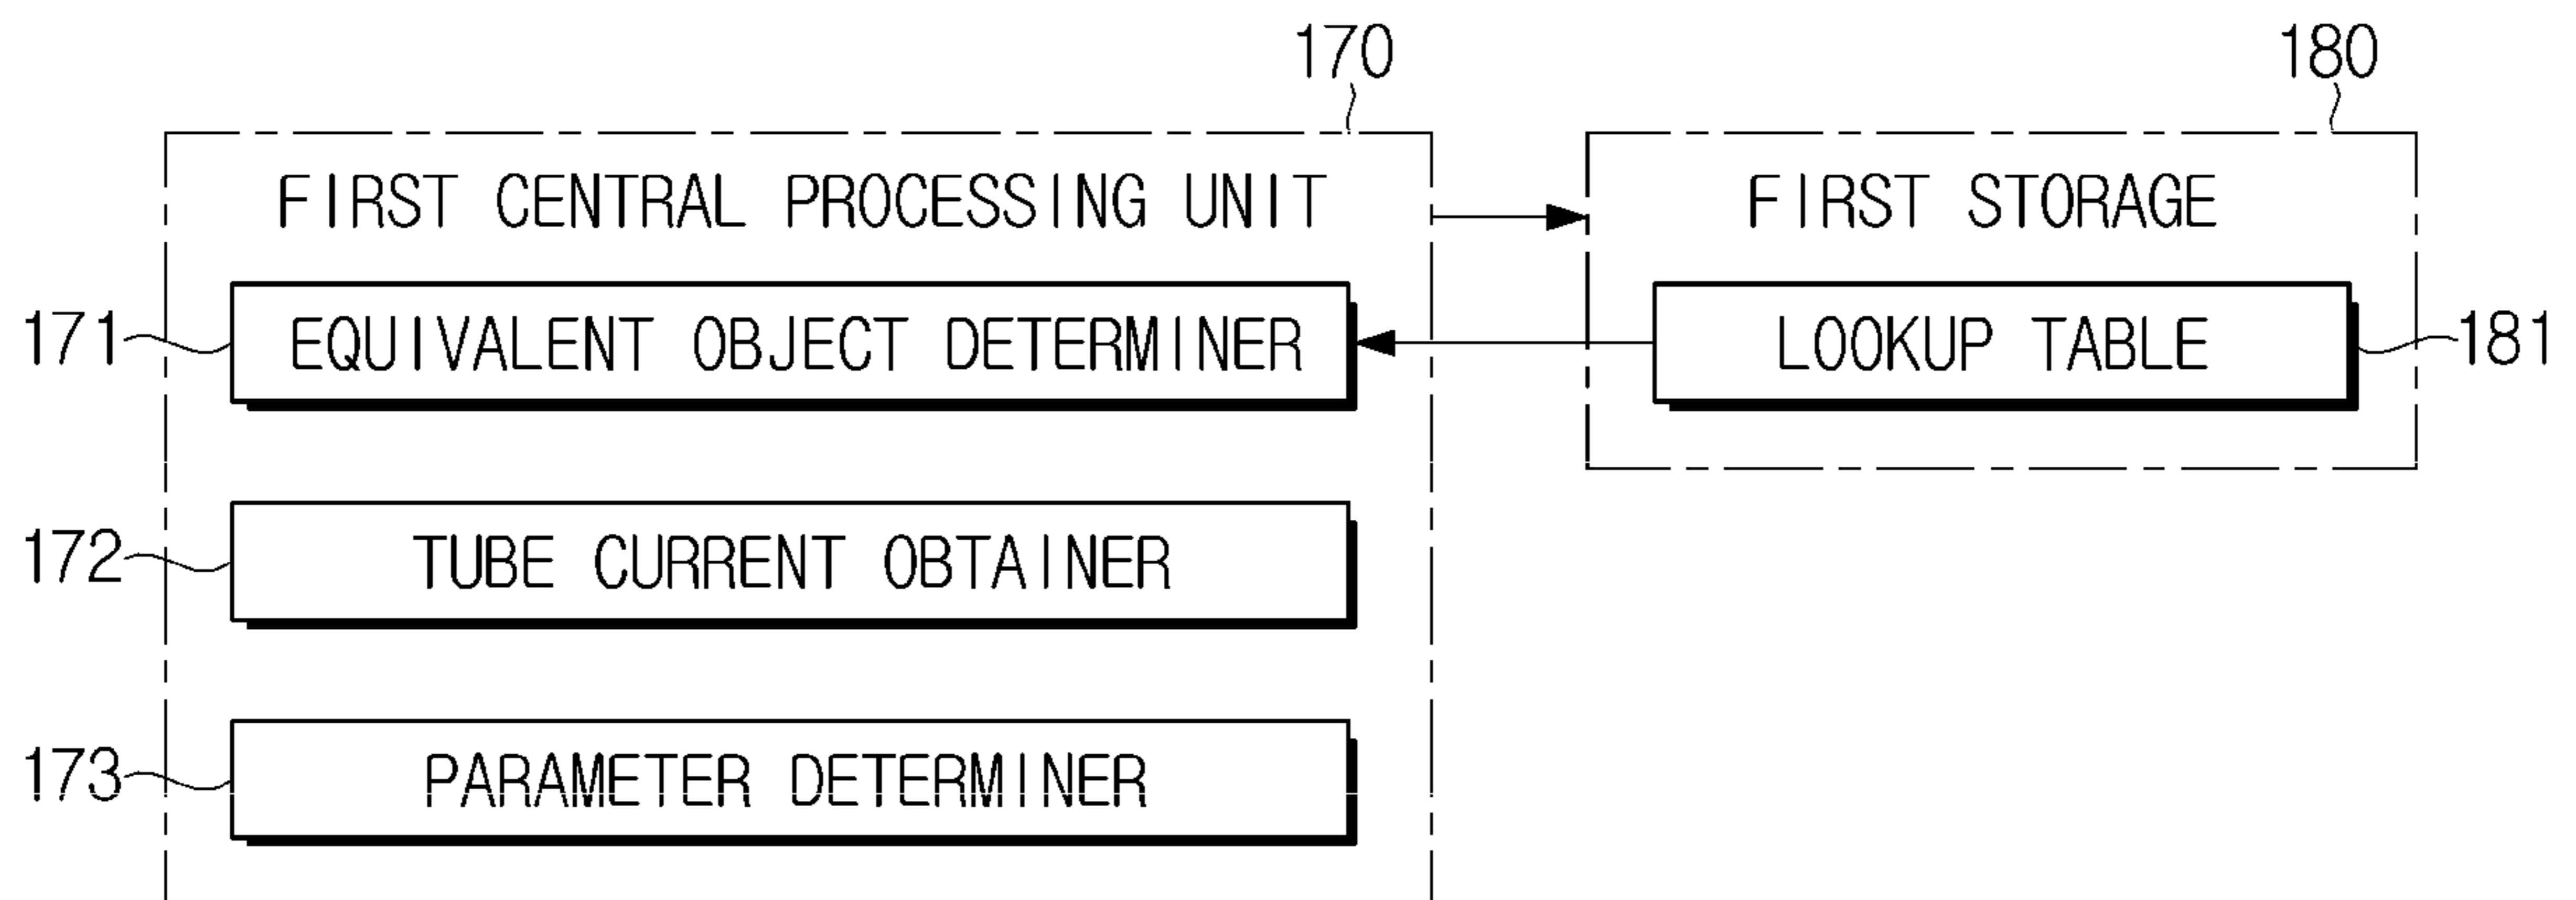 170
180
FIRST CENTRAL PROCESSING UNIT
FIRST STORAGE
171
EQUIVALENT OBJECT DETERMINER
LOOKUP TABLE
181
172
TUBE CURRENT OBTAINER
173
PARAMETER DETERMINER